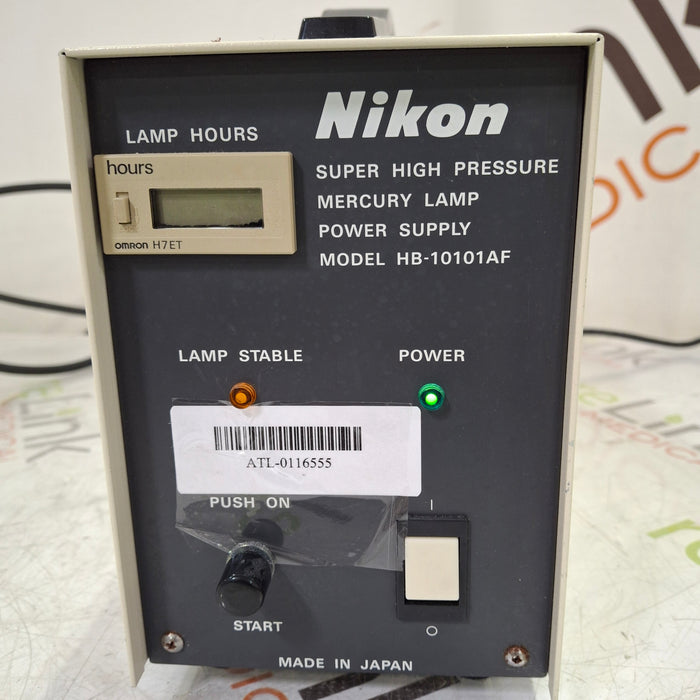 Nikon
LAMP HOURS
hours
OMRON H7ET
SUPER HIGH PRESSURE
MERCURY LAMP
POWER SUPPLY
MODEL HB-10101AF
LAMP STABLE
POWER
ATL-0116555
PUSH ON
I
START
O
MADE IN JAPAN